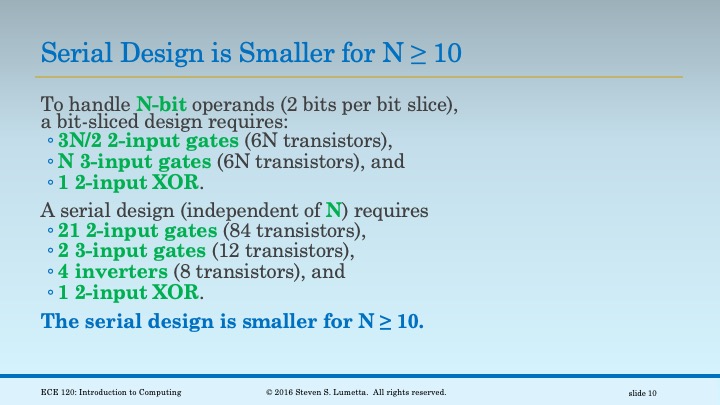 Serial Design is Smaller for N ≥ 10
To handle N-bit operands (2 bits per bit slice),
a bit-sliced design requires:
◦ 3N/2 2-input gates (6N transistors),
◦ N 3-input gates (6N transistors), and
◦ 1 2-input XOR.
A serial design (independent of N) requires
◦ 21 2-input gates (84 transistors),
◦ 2 3-input gates (12 transistors),
◦ 4 inverters (8 transistors), and
◦ 1 2-input XOR.
The serial design is smaller for N ≥ 10.
ECE 120: Introduction to Computing © 2016 Steven S. Lumetta. All rights reserved. slide 10